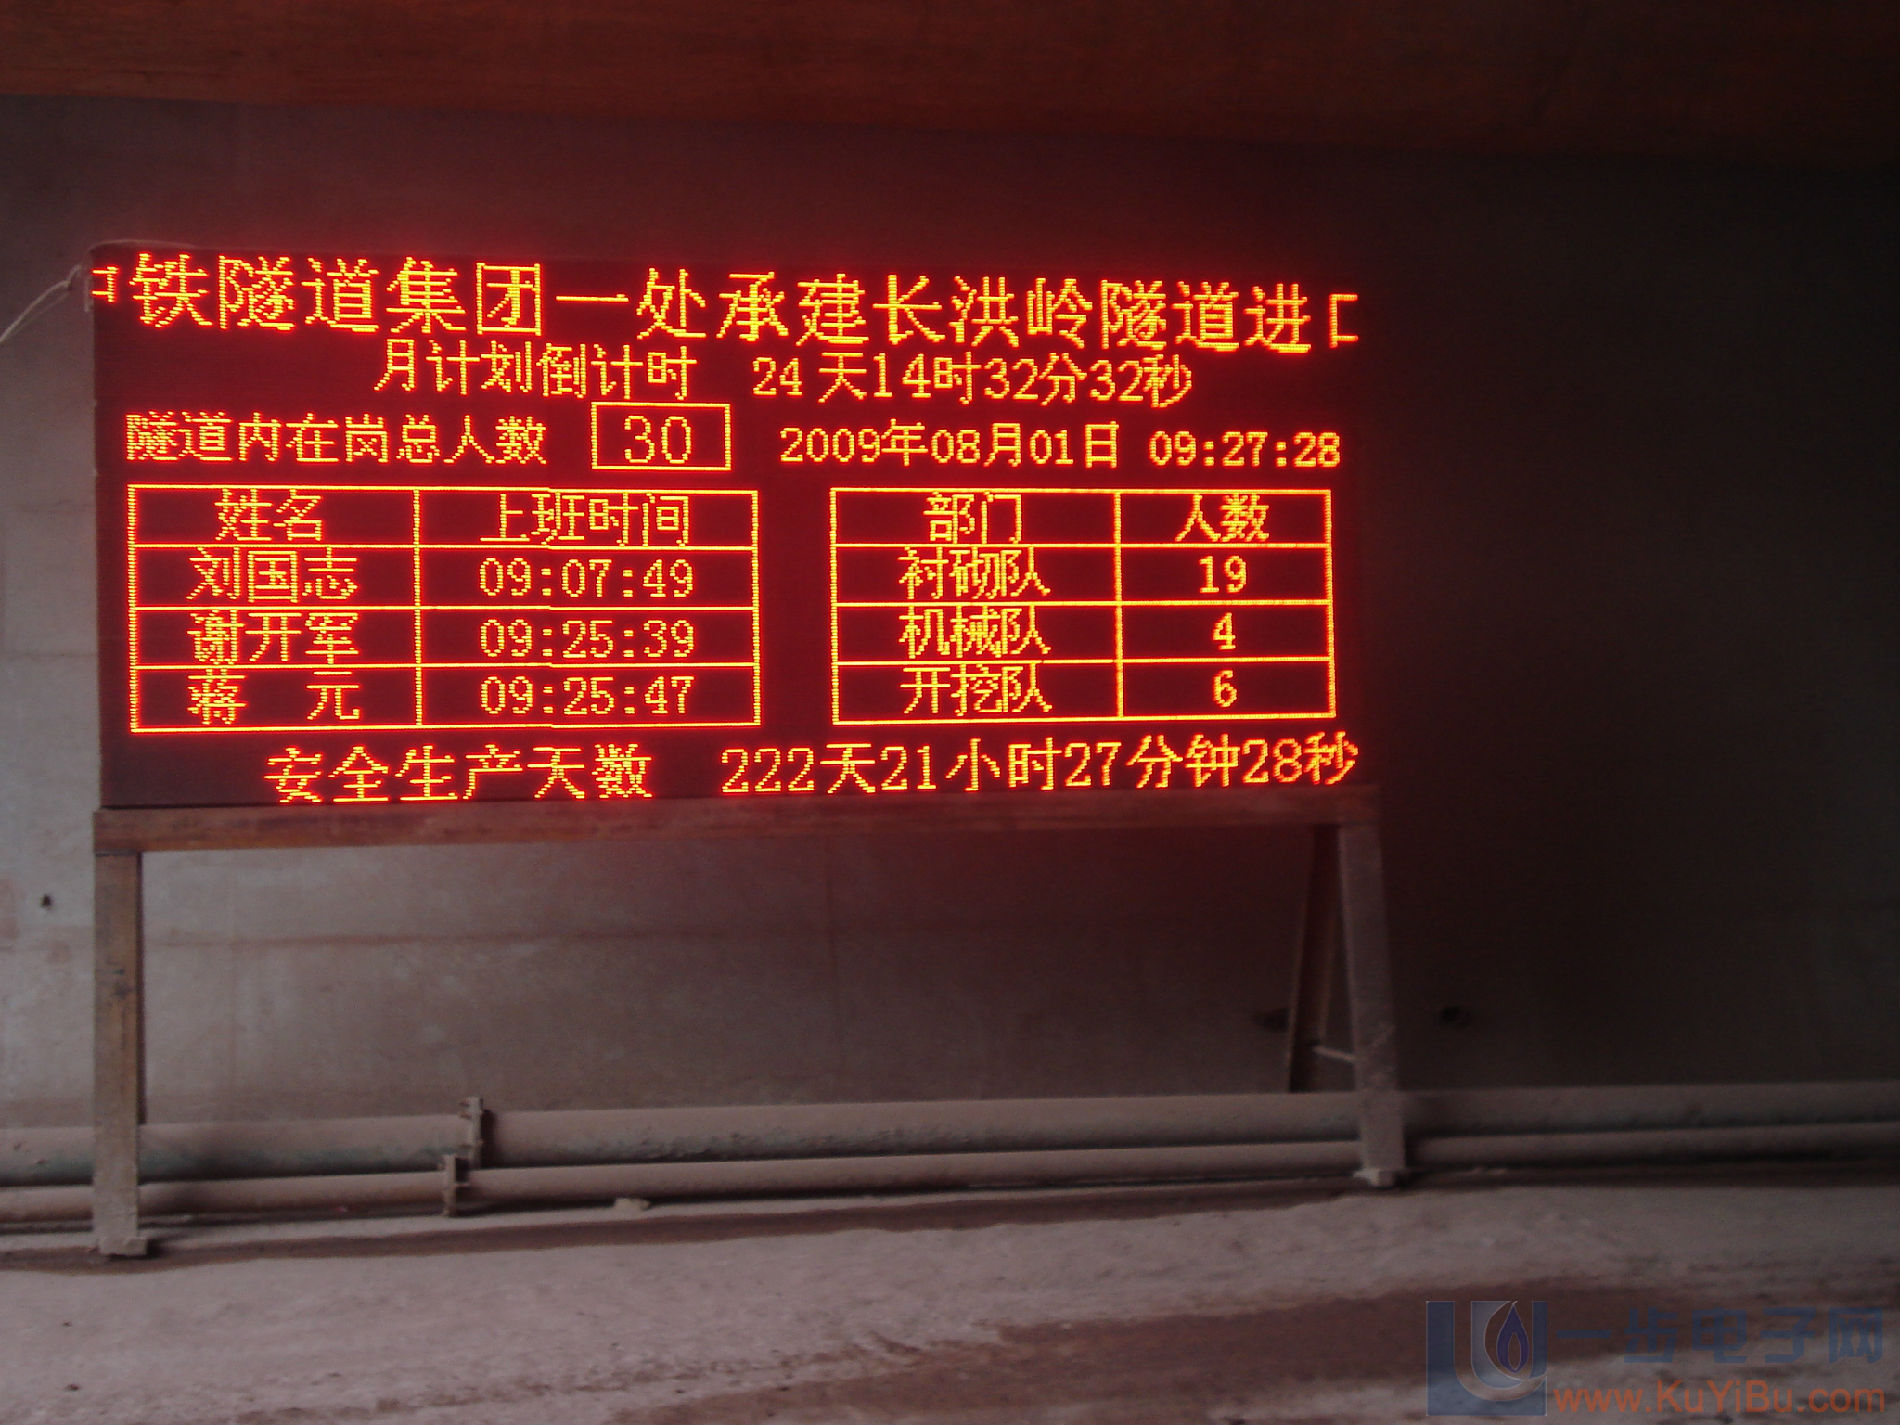 中铁隧道集团一处承建长洪岭隧道进口
月计划倒计时 24天14时32分32秒
隧道内在岗总人数 30 2009年08月01日 09:27:28
姓名 上班时间 部门 人数
刘国志 09:07:49 衬砌队 19
谢开军 09:25:39 机械队 4
蒋 元 09:25:47 开挖队 6
安全生产天数 222天21小时27分钟28秒
一步电子网
www.KuYiBu.com